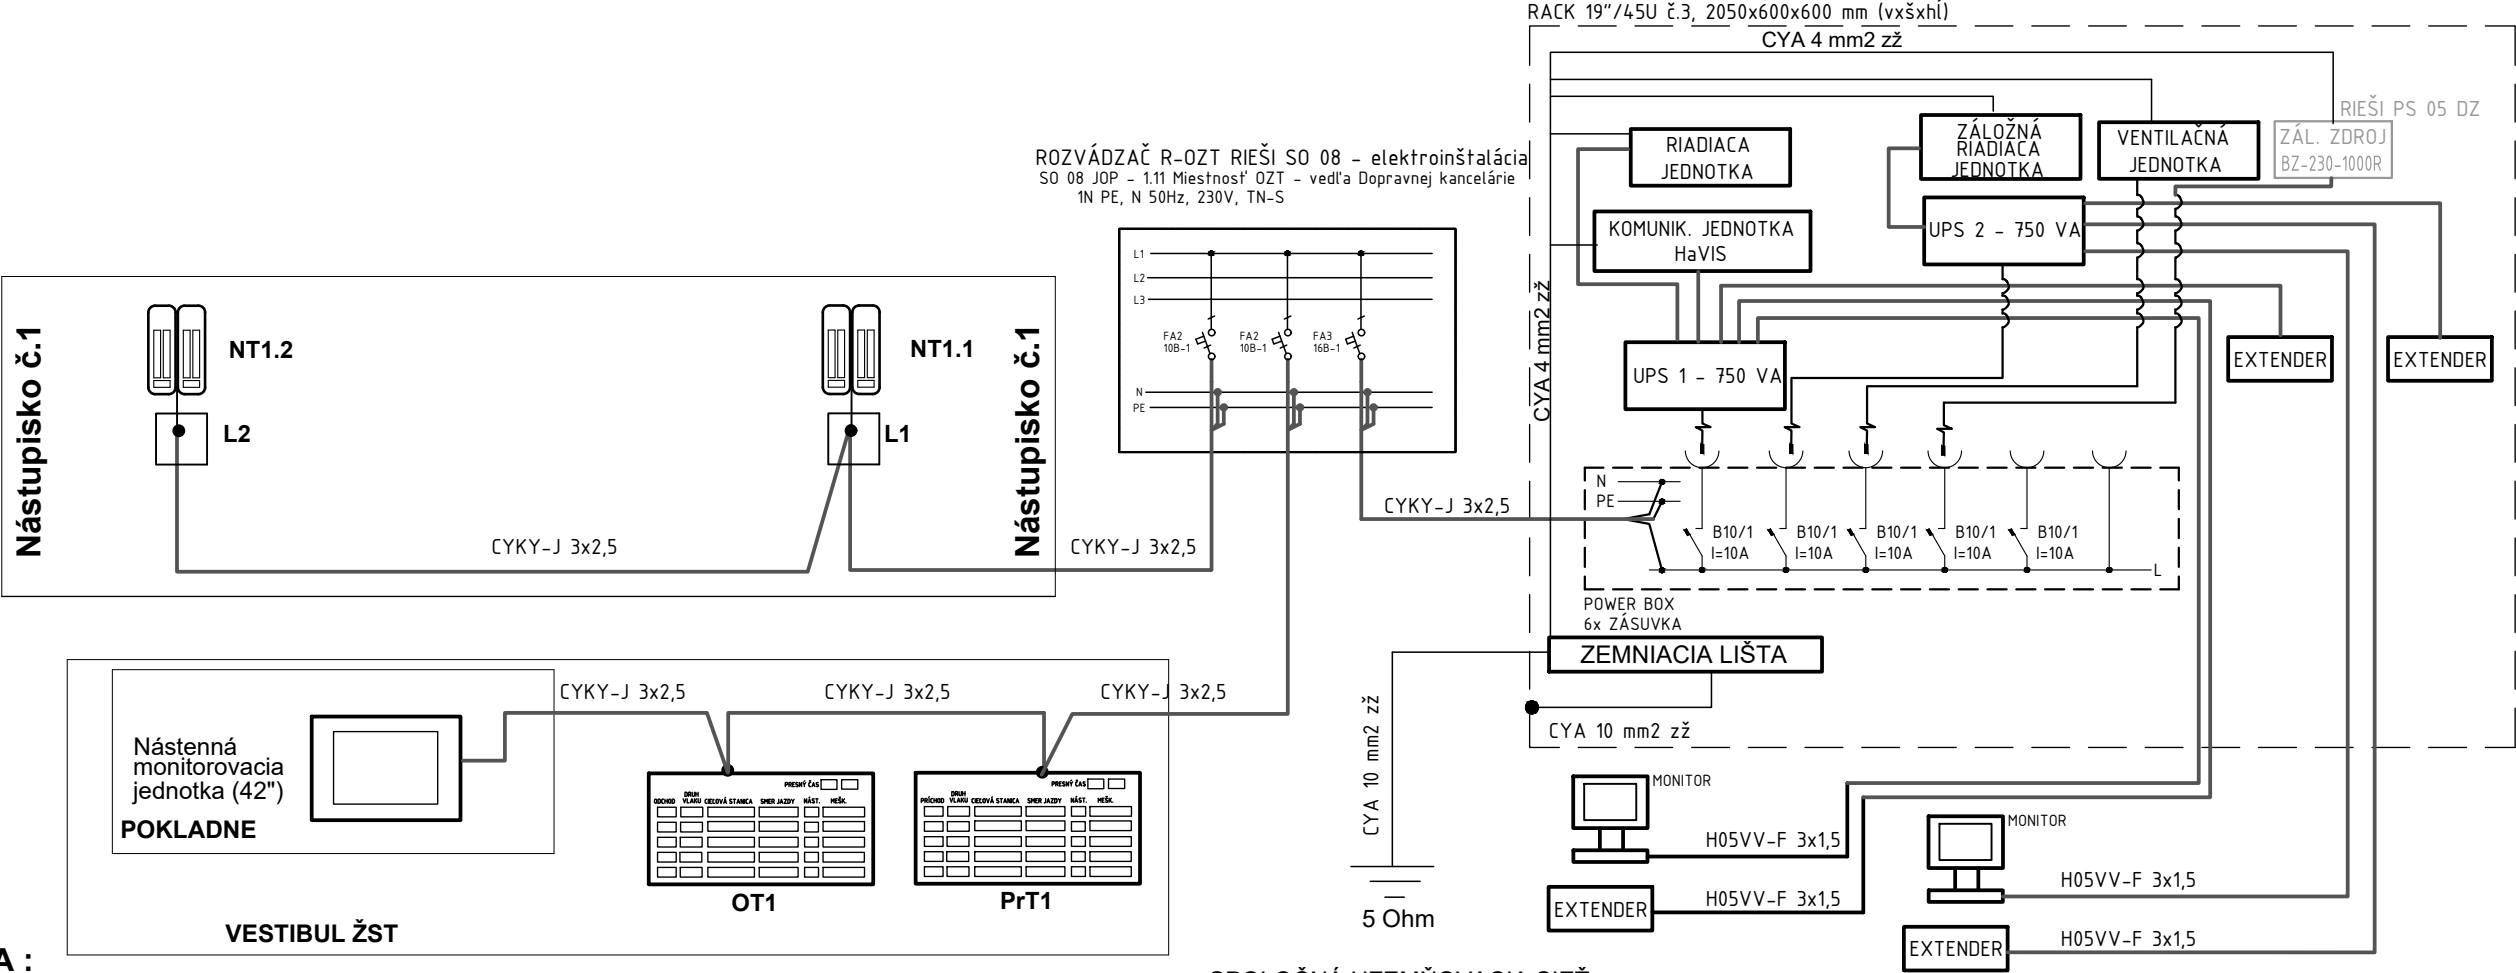 RACK 19"/45U č.3, 2050x600x600 mm (vxšxhĺ)
CYA 4 mm2 zž
RIEŠI PS 05 DZ
ZÁL. ZDROJ
BZ-230-1000R
RIADIACA
JEDNOTKA
ZÁLOŽNÁ
RIADIACA
JEDNOTKA
VENTILAČNÁ
JEDNOTKA
KOMUNIK. JEDNOTKA
HaVIS
UPS 2 - 750 VA
CYA 4 mm2 zž
UPS 1 - 750 VA
EXTENDER
EXTENDER
ROZVÁDZAČ R-OZT RIEŠI SO 08 - elektroinštalácia
SO 08 JOP - 1.11 Miestnosť OZT - vedľa Dopravnej kancelárie
1N PE, N 50Hz, 230V, TN-S
L1
L2
L3
FA2
10B-1
FA2
10B-1
FA3
16B-1
N
PE
Nástupisko č.1
NT1.2
L2
NT1.1
L1
Nástupisko č.1
CYKY-J 3x2,5
CYKY-J 3x2,5
CYKY-J 3x2,5
N
PE
B10/1
I=10A
B10/1
I=10A
B10/1
I=10A
B10/1
I=10A
B10/1
I=10A
L
POWER BOX
6x ZÁSUVKA
ZEMNIACIA LIŠTA
CYA 10 mm2 zž
CYA 10 mm2 zž
5 Ohm
CYKY-J 3x2,5
CYKY-J 3x2,5
CYKY-J 3x2,5
Nástenná
monitorovacia
jednotka (42")
POKLADNE
PRESNÝ ČAS
ODCHOD
DRUH
VLAKU
CIEĽOVÁ STANICA
SMER JAZDY
NÁST.
MEŠK.
OT1
PRESNÝ ČAS
PRÍCHOD
DRUH
VLAKU
CIEĽOVÁ STANICA
SMER JAZDY
NÁST.
MEŠK.
PrT1
VESTIBUL ŽST
MONITOR
H05VV-F 3x1,5
EXTENDER
H05VV-F 3x1,5
MONITOR
H05VV-F 3x1,5
EXTENDER
H05VV-F 3x1,5
A :